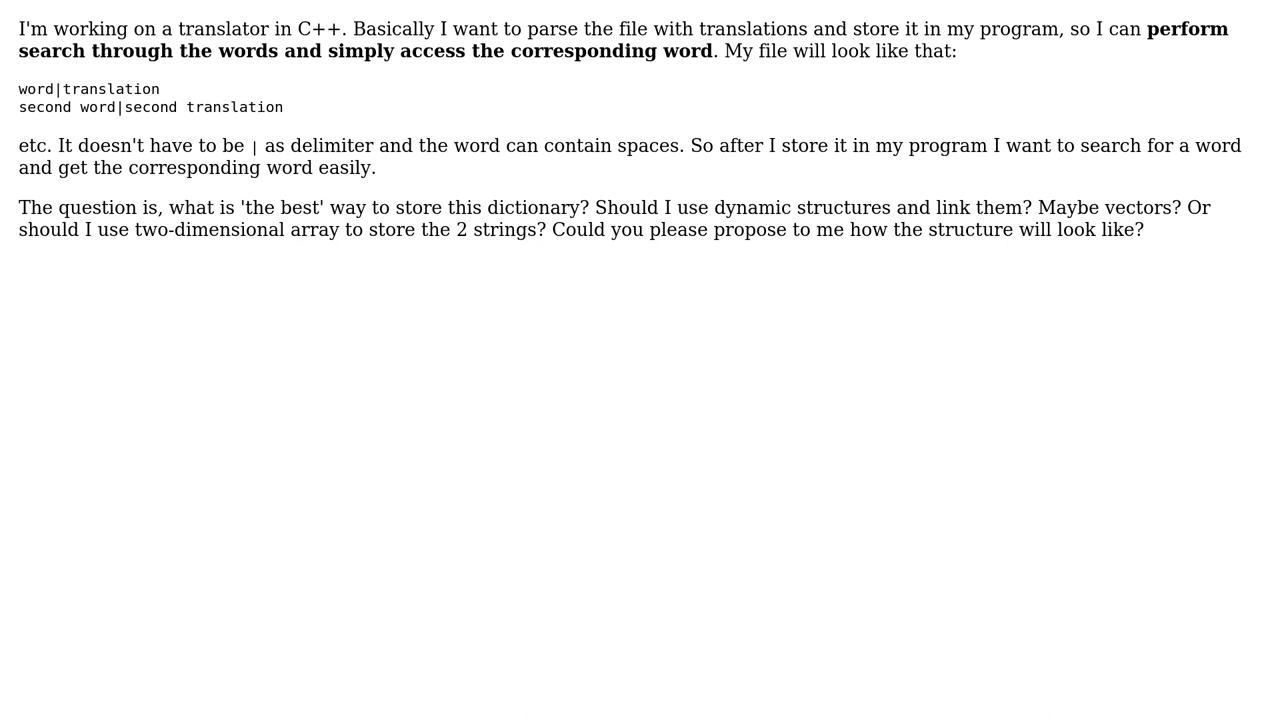 I'm working on a translator in C++. Basically I want to parse the file with translations and store it in my program, so I can perform
search through the words and simply access the corresponding word. My file will look like that:
word|translation
second word|second translation
etc. It doesn't have to be | as delimiter and the word can contain spaces. So after I store it in my program I want to search for a word
and get the corresponding word easily.
The question is, what is 'the best' way to store this dictionary? Should I use dynamic structures and link them? Maybe vectors? Or
should I use two-dimensional array to store the 2 strings? Could you please propose to me how the structure will look like?